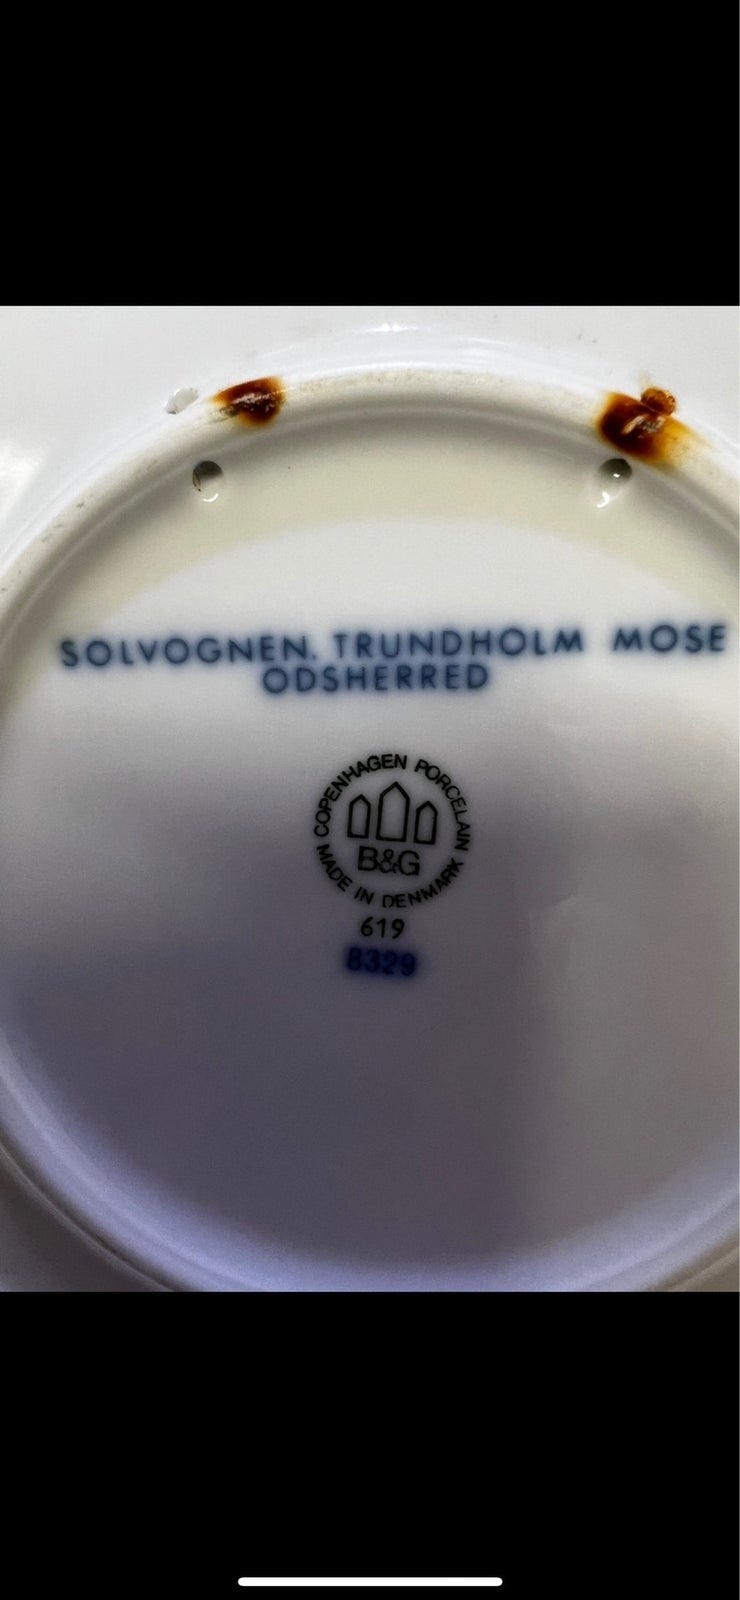 SOLVOGNEN. TRUNDHOLM MOSE
ODSHERRED
COPENHAGEN PORCELAIN
B&G
MADE IN DENMARK
619
8329